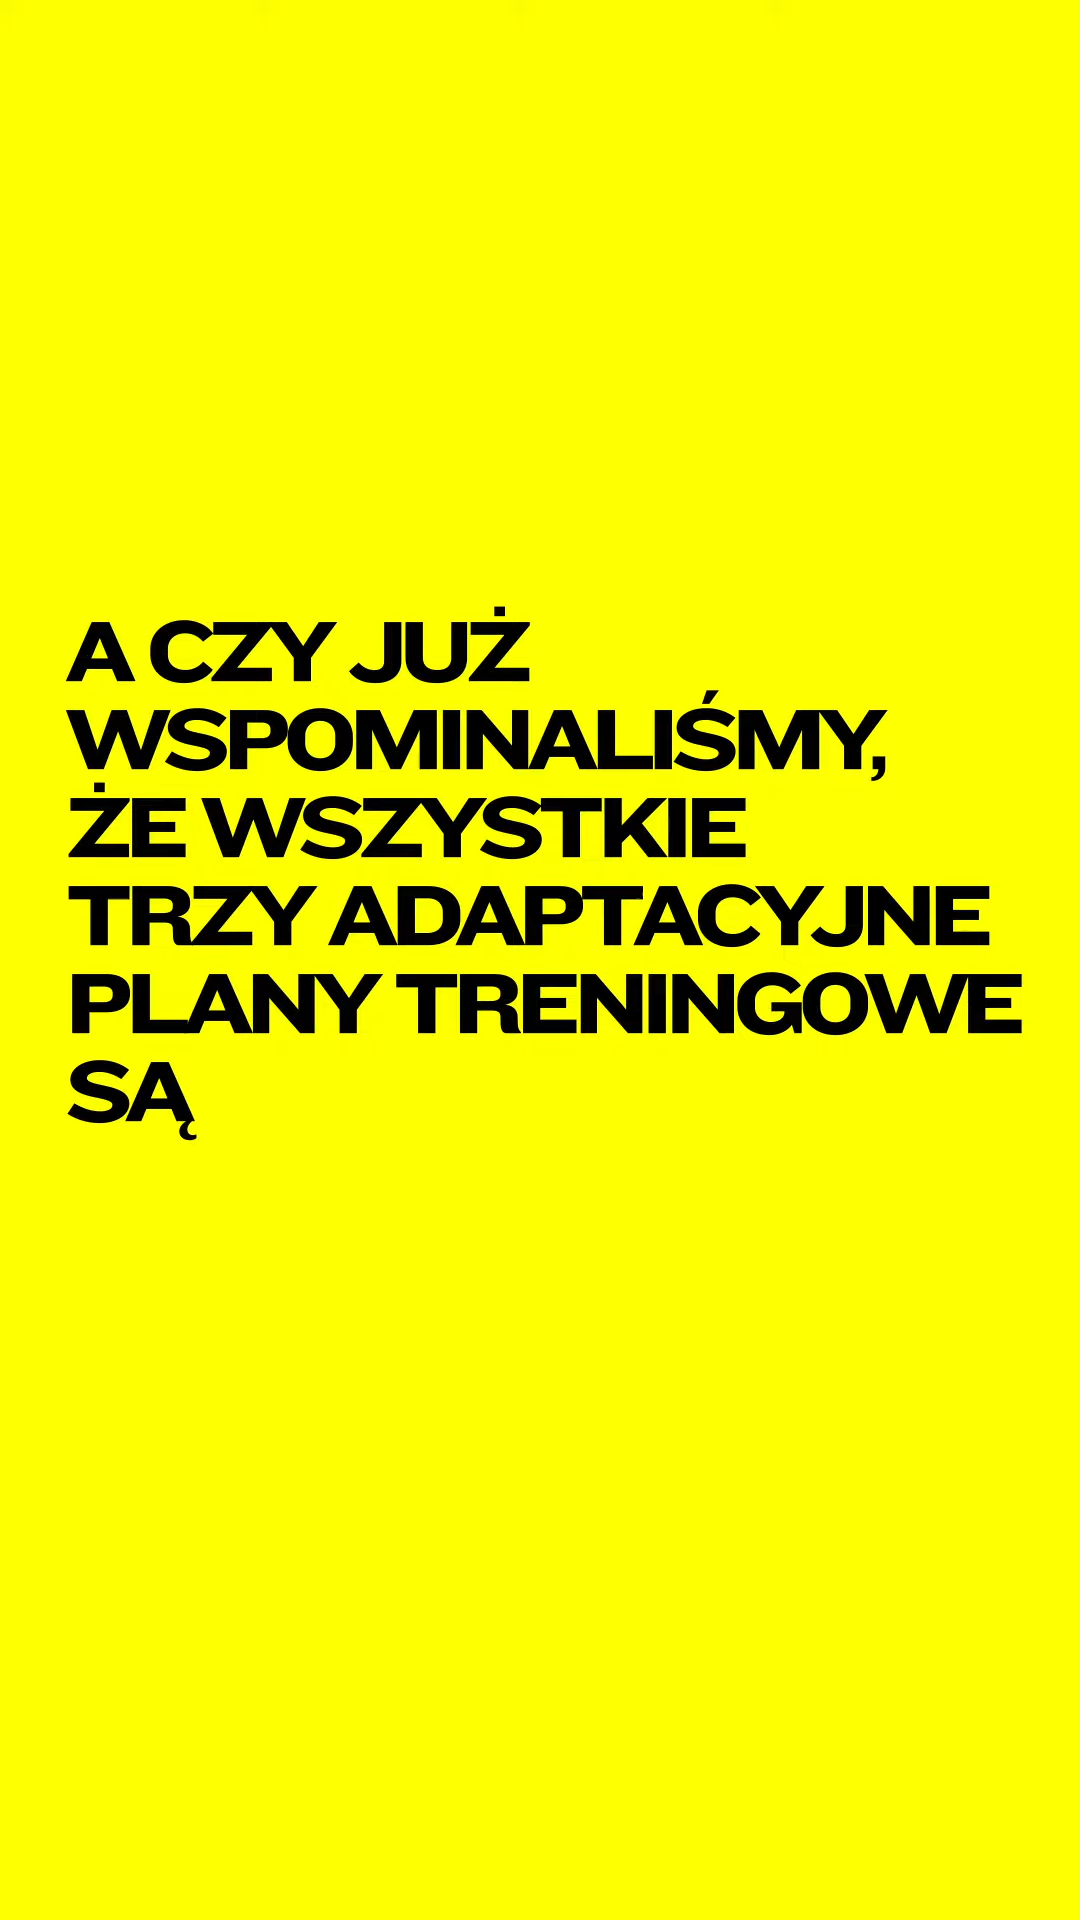 A CZY JUŻ
WSPOMINALIŚMY,
ŻE WSZYSTKIE
TRZY ADAPTACYJNE
PLANY TRENINGOWE
SĄ